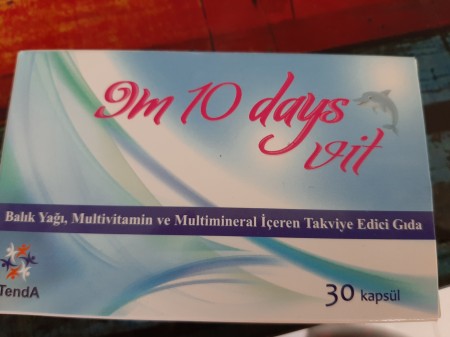 9m 10 days
vit
Balık Yağı, Multivitamin ve Multimineral İçeren Takviye Edici Gıda
TendA
30 kapsül